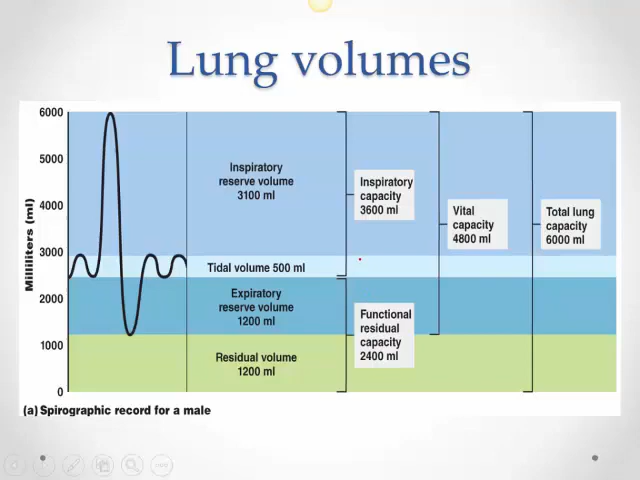 Lung volumes
6000
5000
4000
3000
2000
1000
0
Milliliters (ml)
Inspiratory
reserve volume
3100 ml
Tidal volume 500 ml
Expiratory
reserve volume
1200 ml
Residual volume
1200 ml
Inspiratory
capacity
3600 ml
Functional
residual
capacity
2400 ml
Vital
capacity
4800 ml
Total lung
capacity
6000 ml
(a) Spirographic record for a male